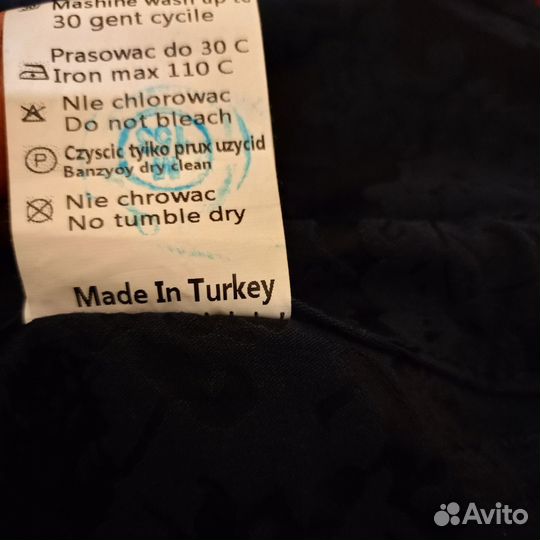 Mashine wash up to
30 gent cycile
Prasowac do 30 C
Iron max 110 C
Nle chlorowac
Do not bleach
P
Czyscic tyiko prux uzycid
Banzyoy dry clean
Nie chrowac
No tumble dry
Made In Turkey
Avito